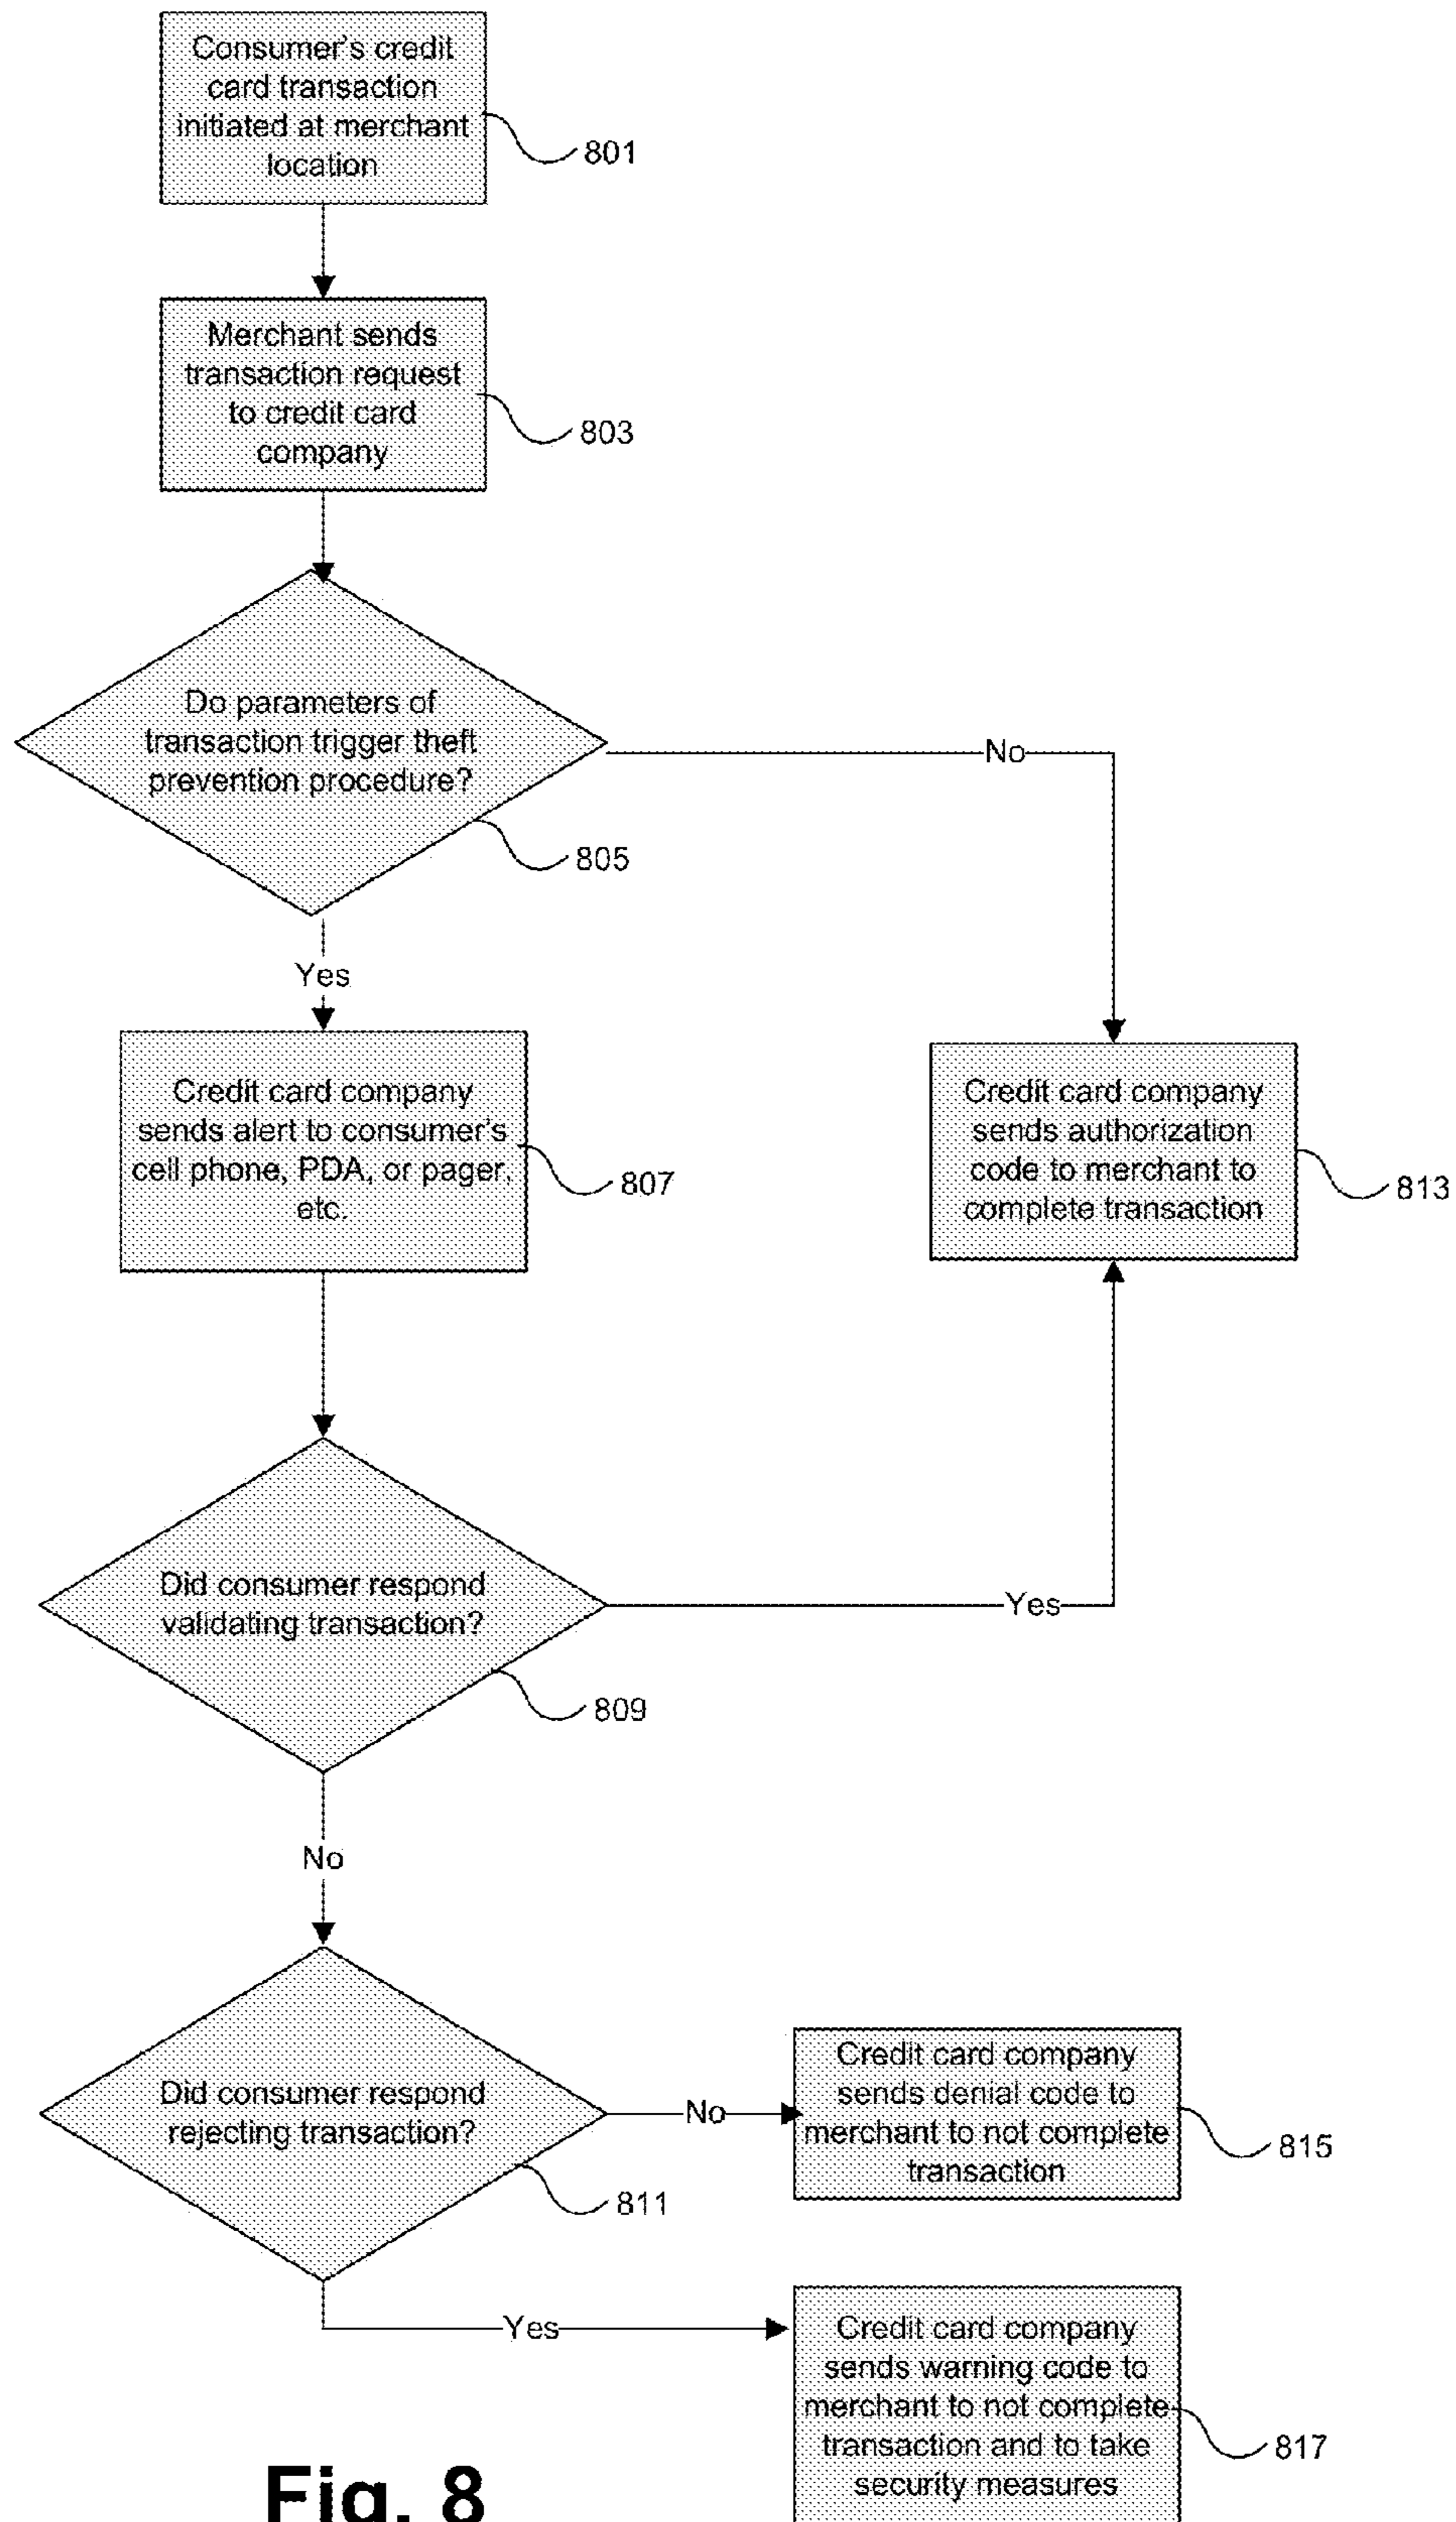 Consumer's credit
card transaction
initiated at merchant
location
801
Merchant sends
transaction request
to credit card
company
803
Do parameters of
transaction trigger theft
prevention procedure?
No
805
Yes
Credit card company
sends alert to consumer's
cell phone, PDA, or pager,
etc.
807
Credit card company
sends authorization
code to merchant to
complete transaction
813
Did consumer respond
validating transaction?
Yes
809
No
Did consumer respond
rejecting transaction?
No
811
Credit card company
sends denial code to
merchant to not complete
transaction
815
Yes
Credit card company
sends warning code to
merchant to not complete
transaction and to take
security measures
817
Fig. 8